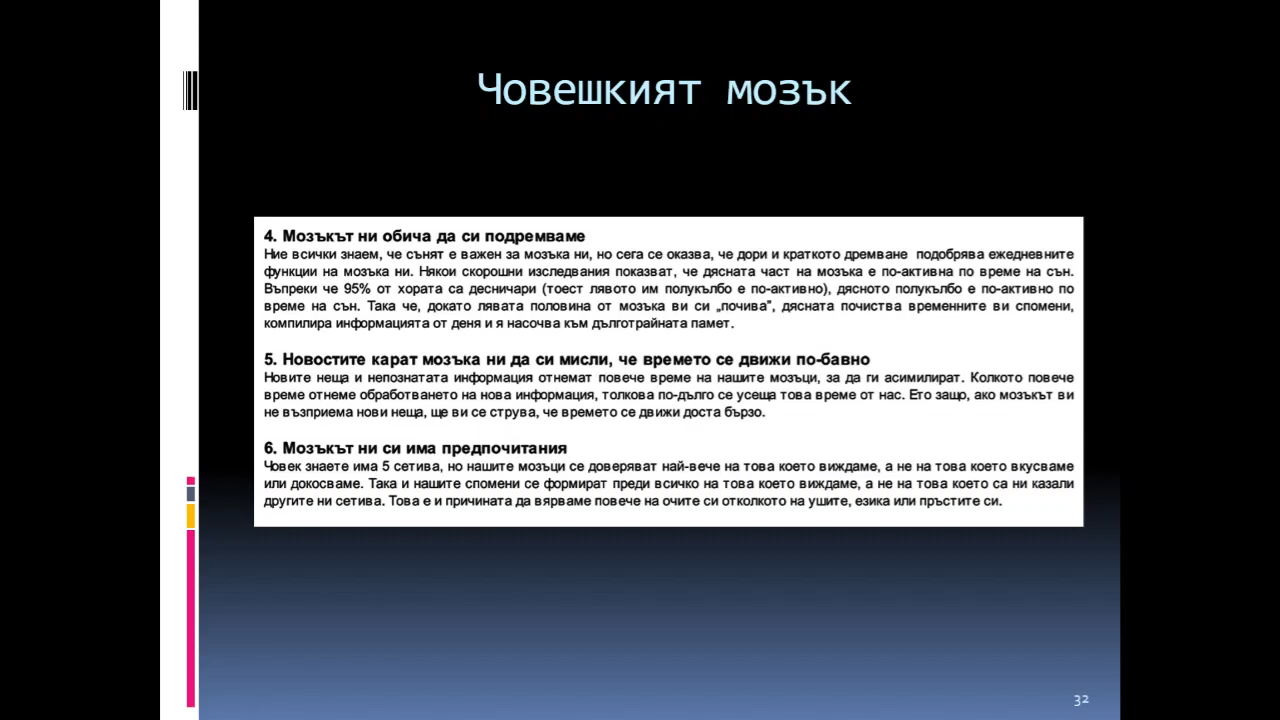 Човешкият мозък
4. Мозъкът ни обича да си подремваме
Ние всички знаем, че сънят е важен за мозъка ни, но сега се оказва, че дори и краткото дремване подобрява ежедневните
функции на мозъка ни. Някои скорошни изследвания показват, че дясната част на мозъка е по-активна по време на сън.
Въпреки че 95% от хората са десничари (тоест лявото им полукълбо е по-активно), дясното полукълбо е по-активно по
време на сън. Така че, докато лявата половина от мозъка ви си „почива”, дясната почиства временните ви спомени,
компилира информацията от деня и я насочва към дълготрайната памет.
5. Новостите карат мозъка ни да си мисли, че времето се движи по-бавно
Новите неща и непознатата информация отнемат повече време на нашите мозъци, за да ги асимилират. Колкото повече
време отнеме обработването на нова информация, толкова по-дълго се усеща това време от нас. Ето защо, ако мозъкът ви
не възприема нови неща, ще ви се струва, че времето се движи доста бързо.
6. Мозъкът ни си има предпочитания
Човек знаете има 5 сетива, но нашите мозъци се доверяват най-вече на това което виждаме, а не на това което вкусваме
или докосваме. Така и нашите спомени се формират преди всичко на това което виждаме, а не на това което са ни казали
другите ни сетива. Това е и причината да вярваме повече на очите си отколкото на ушите, езика или пръстите си.
32